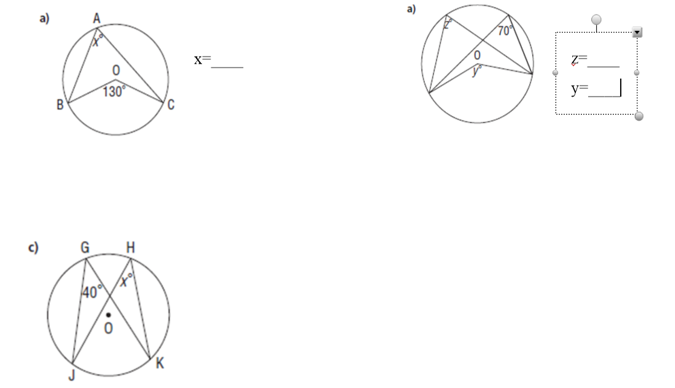 a)
A
x°
O
130°
B
C
x=____
a)
z°
70°
O
y°
z=____
y=____
c)
G
H
40°
x°
O
J
K